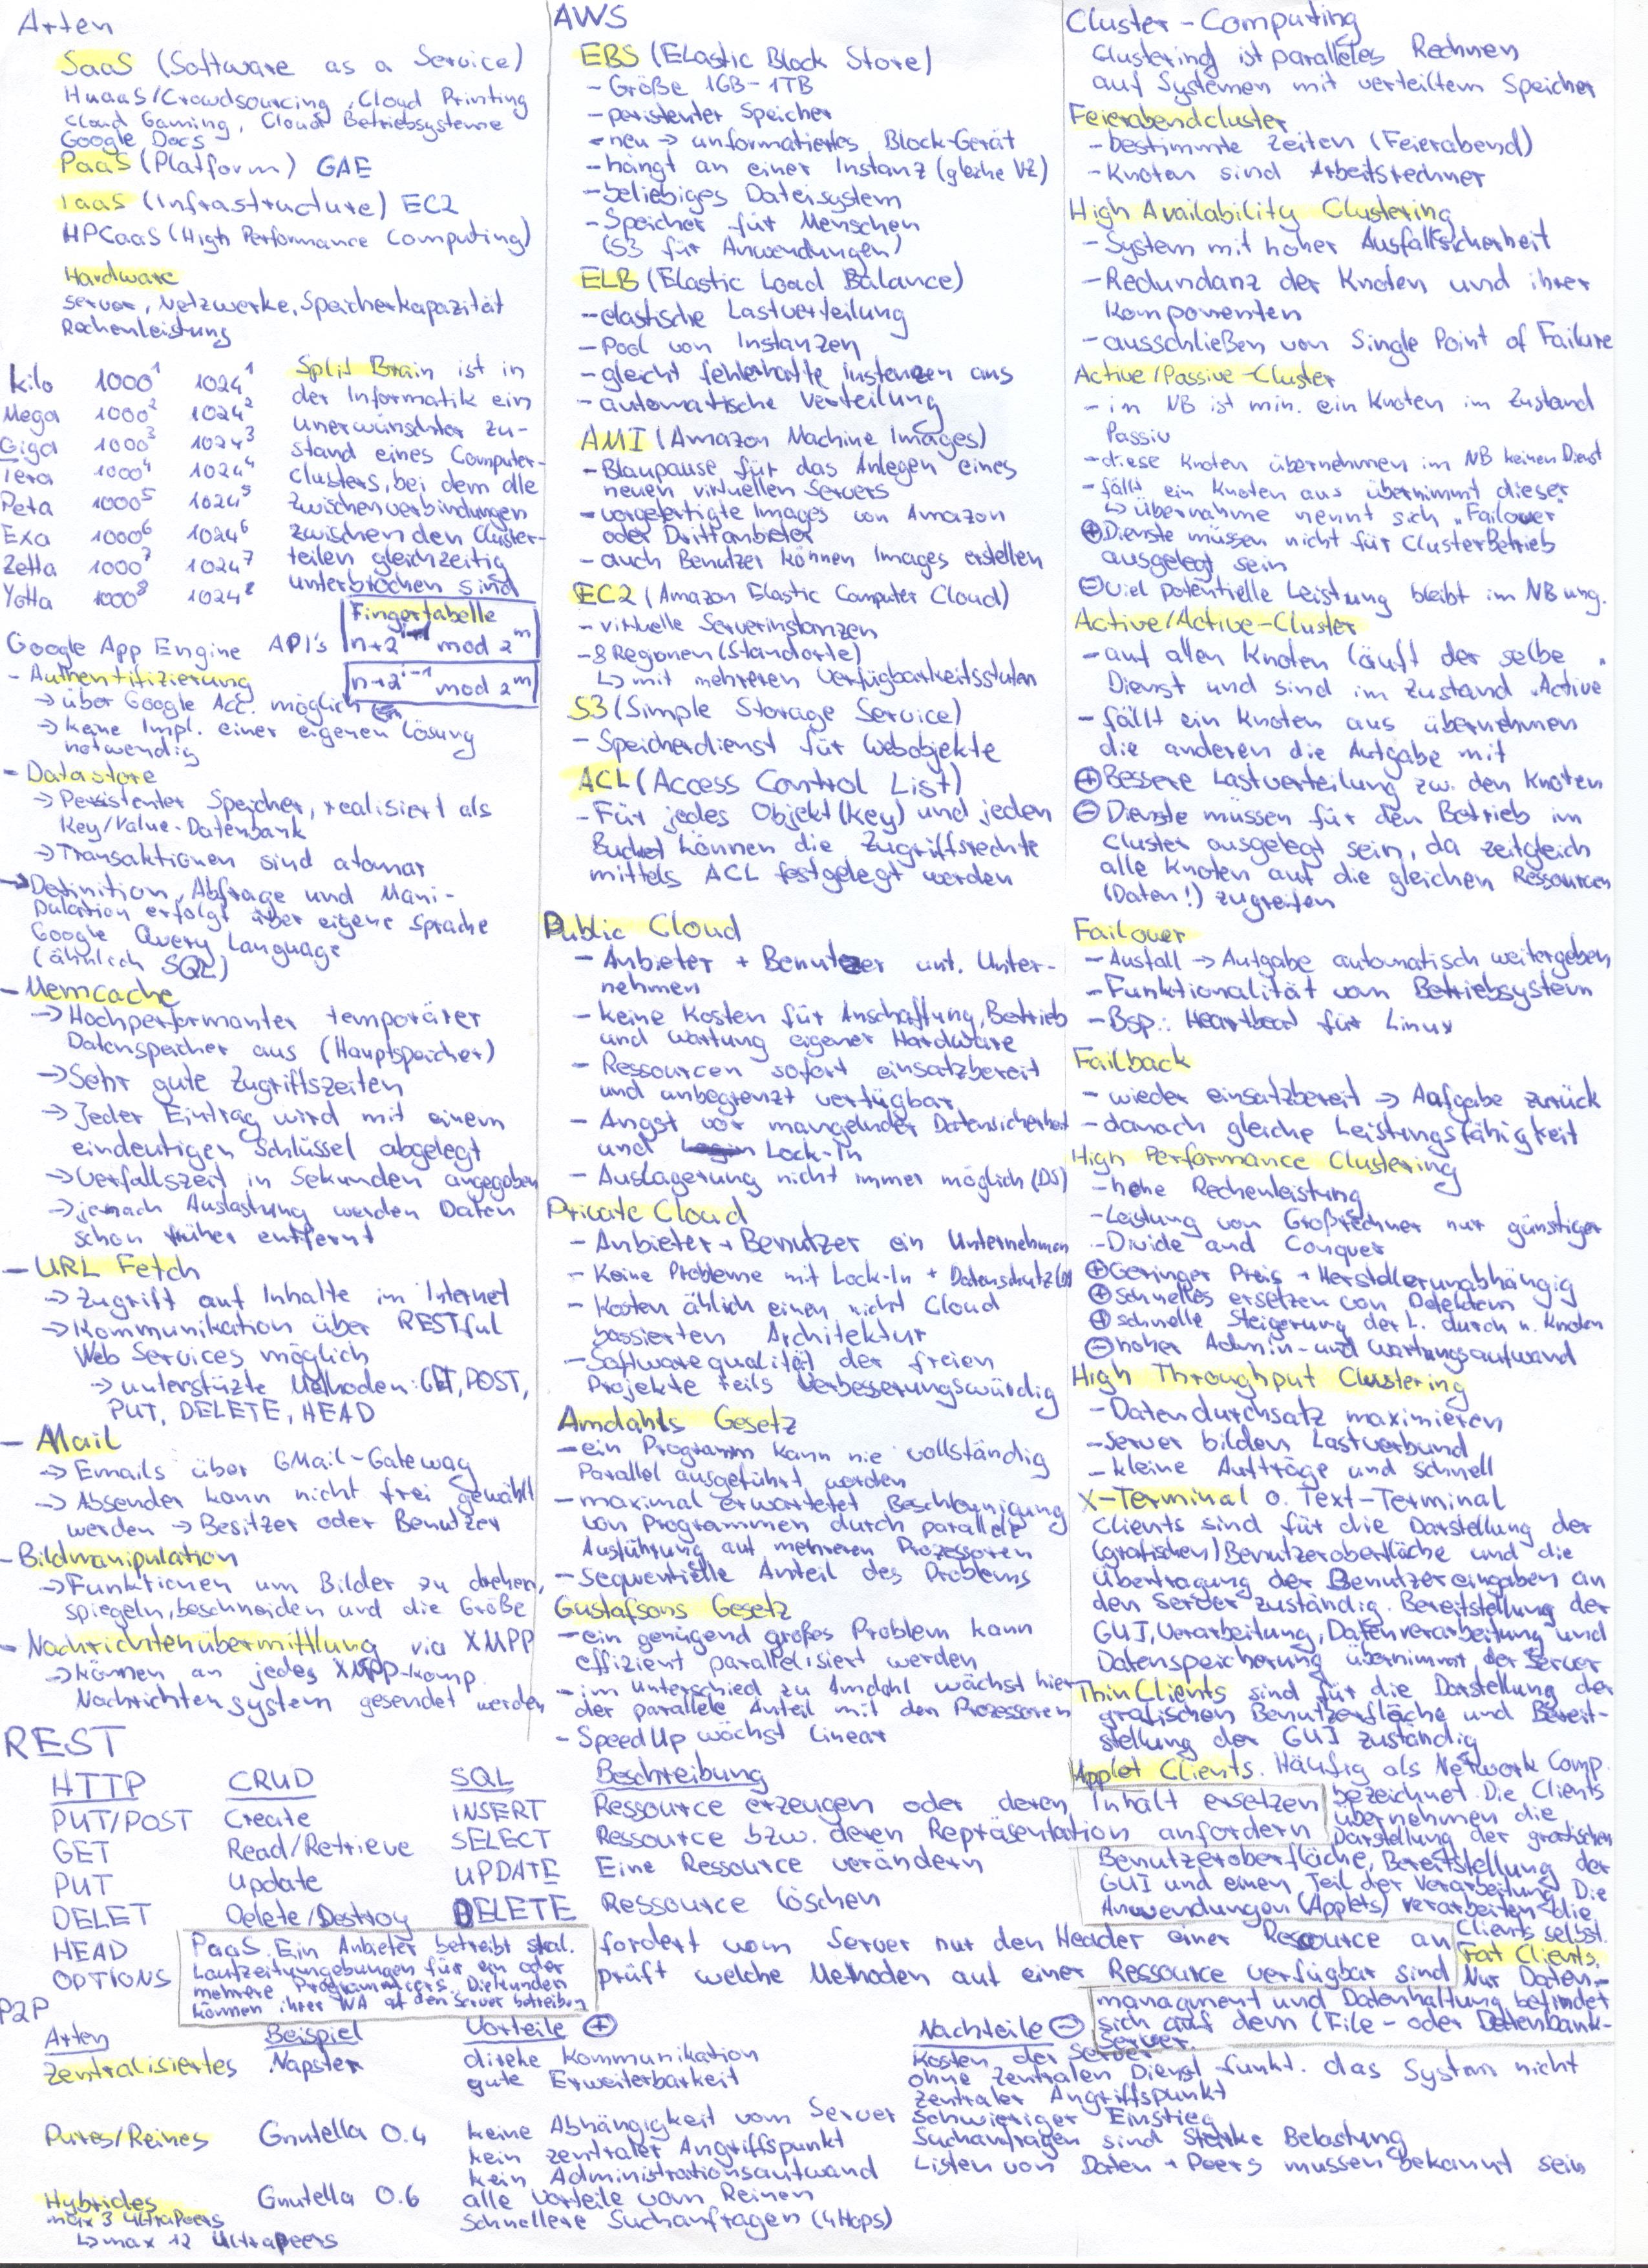 Arten
SaaS (Software as a Service)
HuaaS/Crowdsourcing, Cloud Printing
Cloud Gaming, Cloud Betriebsysteme
Google Docs
PaaS (Platform) GAE
IaaS (Infrastructure) EC2
HPCaaS (High Performance Computing)
Hardware
Server, Netzwerke, Speicherkapazität
Rechenleistung
kilo 1000^1 1024^1
Mega 1000^2 1024^2
Giga 1000^3 1024^3
Tera 1000^4 1024^4
Peta 1000^5 1024^5
Exa 1000^6 1024^6
Zetta 1000^7 1024^7
Yotta 1000^8 1024^8
Split Brain ist in
der Informatik ein
unerwünschter zu-
stand eines Computer-
clusters, bei dem alle
zwischenverbindungen
zwischen den Cluster-
teilen gleichzeitig
unterbrochen sind
Fingertabelle
n+2 mod 2^m
n+2^i-1 mod 2^m
Google App Engine API's
- Authentifizierung
→ über Google Acc. möglich
→ keine Impl. einer eigenen Lösung
notwendig
- Datastore
→ Persistenter Speicher, realisiert als
Key/Value-Datenbank
→ Transaktionen sind atomar
→ Definition, Abfrage und Mani-
pulation erfolgt über eigene Sprache
Google Query Language
(ähnlich SQL)
- Memcache
→ Hochperformanter temporärer
Datenspeicher aus (Hauptspeicher)
→ Sehr gute Zugriffszeiten
→ Jeder Eintrag wird mit einem
eindeutigen Schlüssel abgelegt
→ Verfallszeit in Sekunden angegeben
→ jenach Auslastung werden Daten
schon früher entfernt
- URL Fetch
→ Zugriff auf Inhalte im Internet
→ Kommunikation über RESTful
Web Services möglich
→ unterstüzte Methoden: GET, POST,
PUT, DELETE, HEAD
- Mail
→ Emails über GMail-Gateway
→ Absender kann nicht frei gewählt
werden → Besitzer oder Benutzer
- Bildmanipulation
→ Funktionen um Bilder zu drehen,
spiegeln, beschneiden und die Größe
- Nachrichtenübermittlung via XMPP
→ können an jedes XMPP-komp.
Nachrichtensystem gesendet werden
AWS
EBS (Elastic Block Store)
- Größe 1GB-1TB
- peristenter Speicher
- neu → unformatiertes Block-Gerät
- hängt an einer Instanz (gleiche VZ)
- beliebiges Dateisystem
- Speicher für Menschen
(S3 für Anwendungen)
ELB (Elastic Load Balance)
- elastische Lastverteilung
- Pool von Instanzen
- gleicht fehlerhafte Instanzen aus
- automatische Verteilung
AMI (Amazon Machine Images)
- Blaupause für das Anlegen eines
neuen virtuellen Servers
- vorgefertigte Images von Amazon
oder Drittanbieter
- auch Benutzer können Images erstellen
EC2 (Amazon Elastic Computer Cloud)
- virtuelle Serverinstanzen
- 8 Regionen (Standorte)
↳ mit mehreren Verfügbarkeitsstufen
S3 (Simple Storage Service)
- Speicherdienst für Webobjekte
ACL (Access Control List)
- Für jedes Objekt (key) und jeden
Bucket können die Zugriffsrechte
mittels ACL festgelegt werden
Public Cloud
- Anbieter + Benutzer unt. Unter-
nehmen
- keine Kosten für Anschaffung, Betrieb
und Wartung eigener Hardware
- Ressourcen sofort einsatzbereit
und unbegrenzt verfügbar
- Angst vor mangelnder Datensicherheit
und Lock-In
- Auslagerung nicht immer möglich (DS)
Private Cloud
- Anbieter + Benutzer ein Unternehmen
- Keine Probleme mit Lock-In + Datenschutz
- Kosten ählich einen nicht Cloud
bassierten Architektur
- Softwarequalität der freien
Projekte teils verbesserungswürdig
Amdahls Gesetz
- ein Programm kann nie vollständig
Parallel ausgeführt werden
- maximal erwartetet Beschleunigung
von Programmen durch parallele
Ausführung auf mehreren Prozessoren
- sequentielle Anteil des Problems
Gustafsons Gesetz
- ein genügend großes Problem kann
effizient parallelisiert werden
- im Unterschied zu Amdahl wächst hier
der parallele Anteil mit den Prozessoren
- SpeedUp wächst linear
Cluster-Computing
Clustering ist paralleles Rechnen
auf Systemen mit verteiltem Speicher
Feierabendcluster
- bestimmte Zeiten (Feierabend)
- Knoten sind Arbeitsrechner
High Availability Clustering
- System mit hoher Ausfallsicherheit
- Redundanz der Knoten und ihrer
Komponenten
- ausschließen von Single Point of Failure
Active/Passive-Cluster
- im NB ist min. ein Knoten im Zustand
Passiv
- diese Knoten übernehmen im NB keinen Dienst
- fällt ein Knoten aus übernimmt dieser
↳ Übernahme nennt sich „Failover"
⊕ Dienste müssen nicht für Clusterbetrieb
ausgelegt sein
⊖ viel potentielle Leistung bleibt im NB ung.
Active/Active-Cluster
- auf allen Knoten läuft der selbe
Dienst und sind im Zustand „Active"
- fällt ein Knoten aus übernehmen
die anderen die Aufgabe mit
⊕ Bessere Lastverteilung zw. den Knoten
⊖ Dienste müssen für den Betrieb im
Cluster ausgelegt sein, da zeitgleich
alle Knoten auf die gleichen Ressourcen
(Daten!) zugreifen
Failover
- Ausfall → Aufgabe automatisch weitergeben
- Funktionalität vom Betriebsystem
- Bsp.: Heartbeat für Linux
Failback
- wieder einsatzbereit → Aufgabe zurück
- danach gleiche Leistungsfähigkeit
High Performance Clustering
- hohe Rechenleistung
- Leistung von Großrechner nur günstiger
- Divide and Conquer
⊕ Geringer Preis + Herstellerunabhängig
⊕ schnelles ersetzen von Defekten
⊕ schnelle Steigerung der L. durch n. Knoten
⊖ hoher Admin- und Wartungsaufwand
High Throughput Clustering
- Datendurchsatz maximieren
- Server bilden Lastverbund
- kleine Aufträge und schnell
X-Terminal o. Text-Terminal
Clients sind für die Darstellung der
(grafischen) Benutzeroberfläche und die
Übertragung der Benutzereingaben an
den Server zuständig. Bereitstellung der
GUI, Verarbeitung, Datenverarbeitung und
Datenspeicherung übernimmt der Server
Thin Clients sind für die Darstellung der
grafischen Benutzerfläche und Bereit-
stellung der GUI zuständig
Applet Clients. Häufig als Network Comp.
bezeichnet. Die Clients
übernehmen die
Darstellung der grafischen
Benutzeroberfläche, Bereitstellung der
GUI und einen Teil der Verarbeitung. Die
Anwendungen (Applets) verarbeiten die
Clients selbst.
Fat Clients.
Nur Daten-
managment und Datenhaltung befindet
sich auf dem (File- oder Datenbank-
Server.
REST
HTTP CRUD SQL Beschreibung
PUT/POST Create INSERT Ressource erzeugen oder deren Inhalt ersetzen
GET Read/Retrieve SELECT Ressource bzw. deren Repräsentation anfordern
PUT Update UPDATE Eine Ressource verändern
DELET Delete/Destroy DELETE Ressource löschen
HEAD fordert vom Server nur den Header einer Ressource an
OPTIONS prüft welche Methoden auf einer Ressource verfügbar sind
PaaS. Ein Anbieter betreibt skal.
Laufzeitumgebungen für ein oder
mehrere Die Kunden
können ihrer WA auf den Server betreiben
P2P
Arten Beispiel Vorteile ⊕ Nachteile ⊖
Zentralisiertes Napster direkte Kommunikation Kosten der Server
gute Erweiterbarkeit ohne zentralen Dienst funkt. das System nicht
zentraler Angriffspunkt
Pures/Reines Gnutella 0.4 keine Abhängigkeit vom Server Schwieriger Einstieg
kein zentraler Angriffspunkt Suchanfragen sind starke Belastung
kein Administrationsaufwand Listen von Daten + Peers mussen bekannt sein
Hybrides Gnutella 0.6 alle Vorteile vom Reinen
max 3 UltraPeers schnellere Suchanfragen (4 Hops)
↳ max 12 Ultrapeers